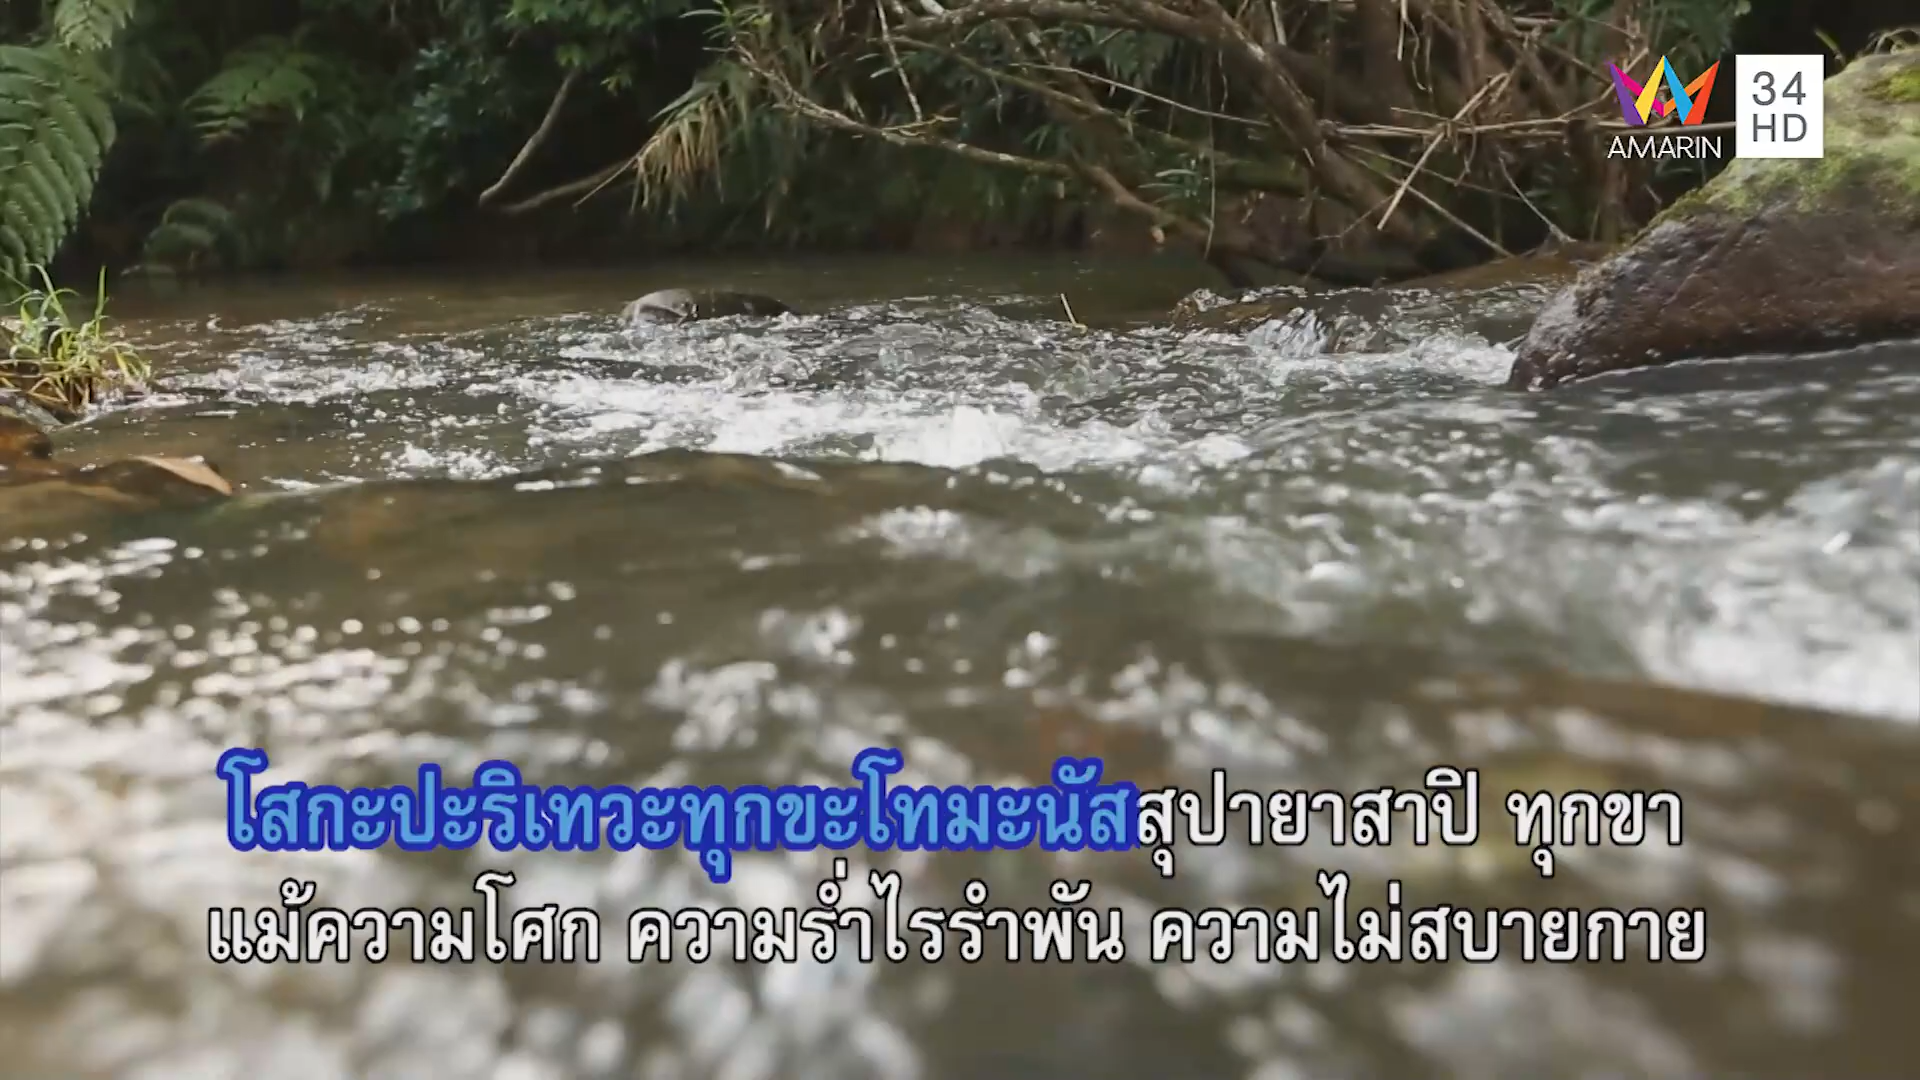 AMARIN
34
HD
โสกะปะริเทวะทุกขะโทมะนัสสุปายาสาปิ ทุกขา
แม้ความโศก ความร่ำไรรำพัน ความไม่สบายกาย